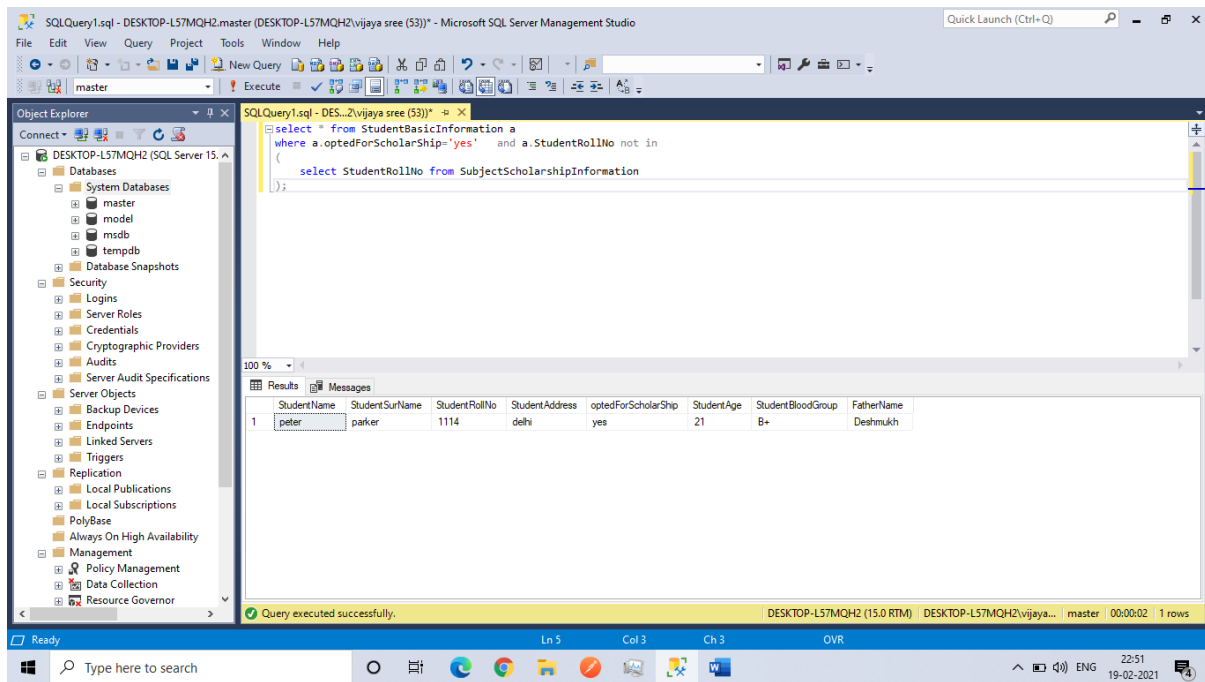 SQLQuery1.sql - DESKTOP-L57MQH2.master (DESKTOP-L57MQH2\vijaya sree (53))* - Microsoft SQL Server Management Studio
Quick Launch (Ctrl+Q)
File Edit View Query Project Tools Window Help
New Query
master
Execute
Object Explorer
Connect
DESKTOP-L57MQH2 (SQL Server 15.
Databases
System Databases
master
model
msdb
tempdb
Database Snapshots
Security
Logins
Server Roles
Credentials
Cryptographic Providers
Audits
Server Audit Specifications
Server Objects
Backup Devices
Endpoints
Linked Servers
Triggers
Replication
Local Publications
Local Subscriptions
PolyBase
Always On High Availability
Management
Policy Management
Data Collection
Resource Governor
SQLQuery1.sql - DES...2\vijaya sree (53))*
select * from StudentBasicInformation a
where a.optedForScholarShip='yes' and a.StudentRollNo not in
(
select StudentRollNo from SubjectScholarshipInformation
);
100 %
Results Messages
StudentName StudentSurName StudentRollNo StudentAddress optedForScholarShip StudentAge StudentBloodGroup FatherName
1 peter parker 1114 delhi yes 21 B+ Deshmukh
Query executed successfully.
DESKTOP-L57MQH2 (15.0 RTM) DESKTOP-L57MQH2\vijaya... master 00:00:02 1 rows
Ready Ln 5 Col 3 Ch 3 OVR
Type here to search
ENG
22:51
19-02-2021
4